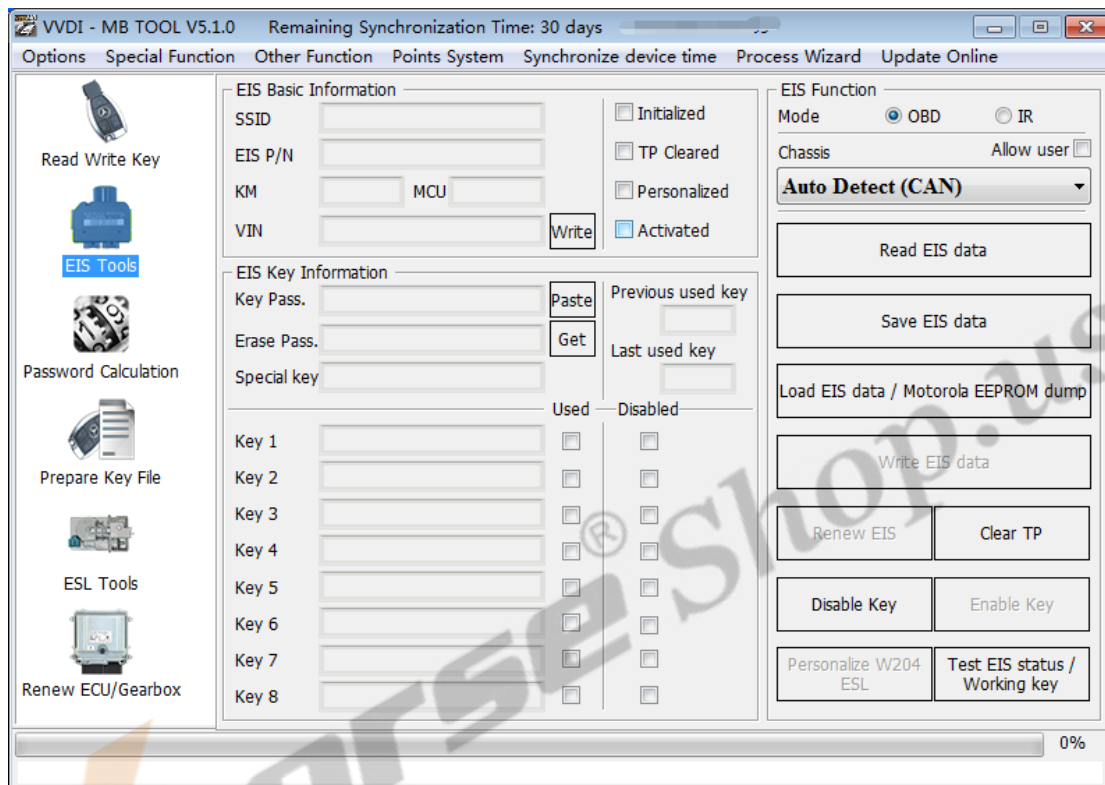 VVDI - MB TOOL V5.1.0 Remaining Synchronization Time: 30 days
Options Special Function Other Function Points System Synchronize device time Process Wizard Update Online
Read Write Key
EIS Tools
Password Calculation
Prepare Key File
ESL Tools
Renew ECU/Gearbox
EIS Basic Information
SSID
EIS P/N
KM MCU
VIN Write
Initialized
TP Cleared
Personalized
Activated
EIS Key Information
Key Pass. Paste
Erase Pass. Get
Special key
Previous used key
Last used key
Used Disabled
Key 1
Key 2
Key 3
Key 4
Key 5
Key 6
Key 7
Key 8
EIS Function
Mode OBD IR
Chassis Allow user
Auto Detect (CAN)
Read EIS data
Save EIS data
Load EIS data / Motorola EEPROM dump
Write EIS data
Renew EIS Clear TP
Disable Key Enable Key
Personalize W204
ESL
Test EIS status /
Working key
0%
orse® Shop.us